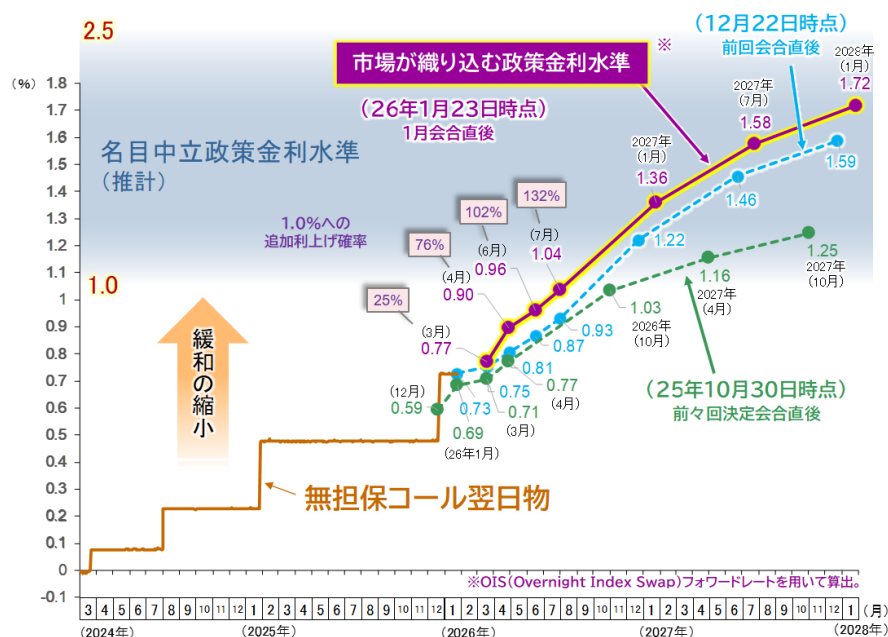 2.5
(12月22日時点)
前回会合直後
市場が織り込む政策金利水準
※
(26年1月23日時点)
1月会合直後
2028年
(1月)
1.72
2027年
(7月)
1.58
1.59
2027年
(1月)
1.36
1.46
(%)
1.8
1.7
1.6
1.5
1.4
1.3
1.2
1.1
1
0.9
0.8
0.7
0.6
0.5
0.4
0.3
0.2
0.1
0
-0.1
名目中立政策金利水準
(推計)
1.0%への
追加利上げ確率
25%
76%
102%
132%
(3月)
0.77
(4月)
0.90
(6月)
0.96
(7月)
1.04
1.22
1.25
2027年
(10月)
1.16
2027年
(4月)
1.03
2026年
(10月)
1.0
緩和の縮小
0.93
0.87
0.81
0.75
0.73
(12月)
0.59
0.69
(26年1月)
0.71
(3月)
0.77
(4月)
(25年10月30日時点)
前々回決定会合直後
無担保コール翌日物
※OIS(Overnight Index Swap)フォワードレートを用いて算出。
3 4 5 6 7 8 9 10 11 12 1 2 3 4 5 6 7 8 9 10 11 12 1 2 3 4 5 6 7 8 9 10 11 12 1 2 3 4 5 6 7 8 9 10 11 12 1 (月)
(2024年) (2025年) (2026年) (2027年) (2028年)